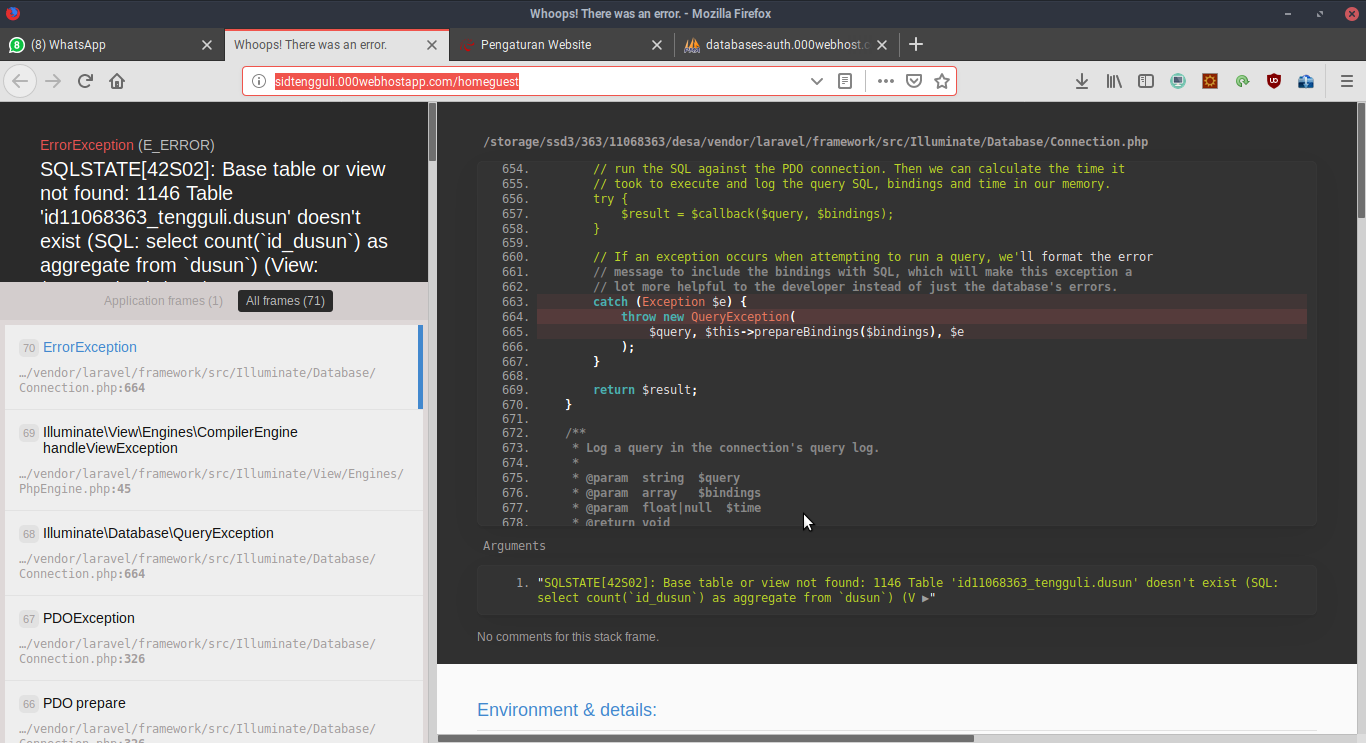 Whoops! There was an error. - Mozilla Firefox
(8) WhatsApp
Whoops! There was an error.
Pengaturan Website
databases-auth.000webhost.c
sidtengguli.000webhostapp.com/homeguest
ErrorException (E_ERROR)
SQLSTATE[42S02]: Base table or view
not found: 1146 Table
'id11068363_tengguli.dusun' doesn't
exist (SQL: select count(`id_dusun`) as
aggregate from `dusun`) (View:
Application frames (1) All frames (71)
70 ErrorException
…/vendor/laravel/framework/src/Illuminate/Database/
Connection.php:664
69 Illuminate\View\Engines\CompilerEngine
handleViewException
…/vendor/laravel/framework/src/Illuminate/View/Engines/
PhpEngine.php:45
68 Illuminate\Database\QueryException
…/vendor/laravel/framework/src/Illuminate/Database/
Connection.php:664
67 PDOException
…/vendor/laravel/framework/src/Illuminate/Database/
Connection.php:326
66 PDO prepare
…/vendor/laravel/framework/src/Illuminate/Database/
Connection.php:326
/storage/ssd3/363/11068363/desa/vendor/laravel/framework/src/Illuminate/Database/Connection.php
654. // run the SQL against the PDO connection. Then we can calculate the time it
655. // took to execute and log the query SQL, bindings and time in our memory.
656. try {
657. $result = $callback($query, $bindings);
658. }
659.
660. // If an exception occurs when attempting to run a query, we'll format the error
661. // message to include the bindings with SQL, which will make this exception a
662. // lot more helpful to the developer instead of just the database's errors.
663. catch (Exception $e) {
664. throw new QueryException(
665. $query, $this->prepareBindings($bindings), $e
666. );
667. }
668.
669. return $result;
670. }
671.
672. /**
673. * Log a query in the connection's query log.
674. *
675. * @param string $query
676. * @param array $bindings
677. * @param float|null $time
678. * @return void
Arguments
1. "SQLSTATE[42S02]: Base table or view not found: 1146 Table 'id11068363_tengguli.dusun' doesn't exist (SQL:
select count(`id_dusun`) as aggregate from `dusun`) (V ▶"
No comments for this stack frame.
Environment & details: